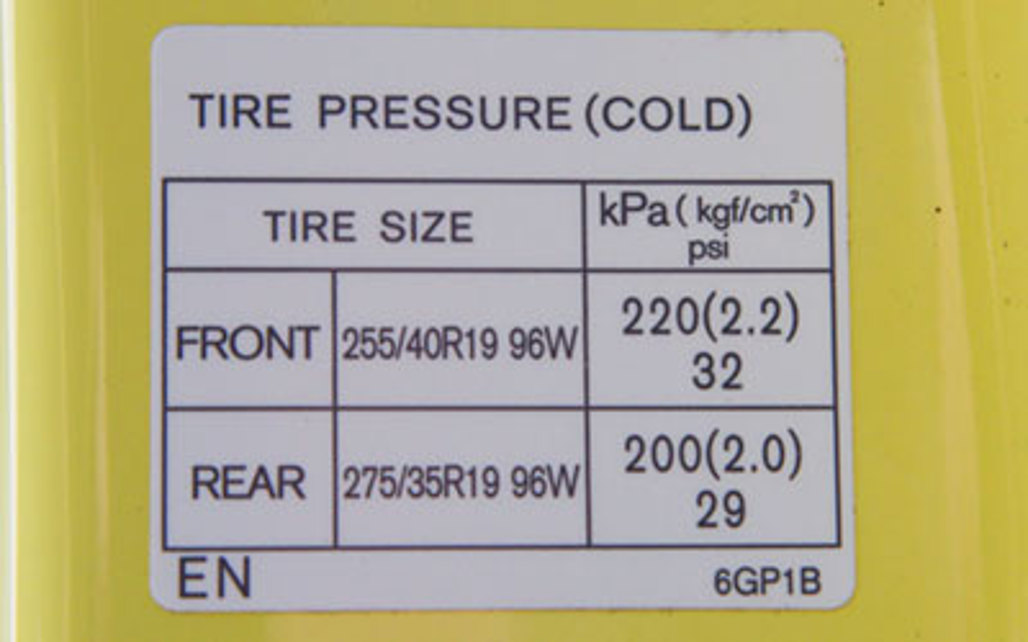 TIRE PRESSURE (COLD)
TIRE SIZE
kPa (kgf/cm²)
psi
FRONT 255/40R19 96W 220(2.2)
32
REAR 275/35R19 96W 200(2.0)
29
EN 6GP1B